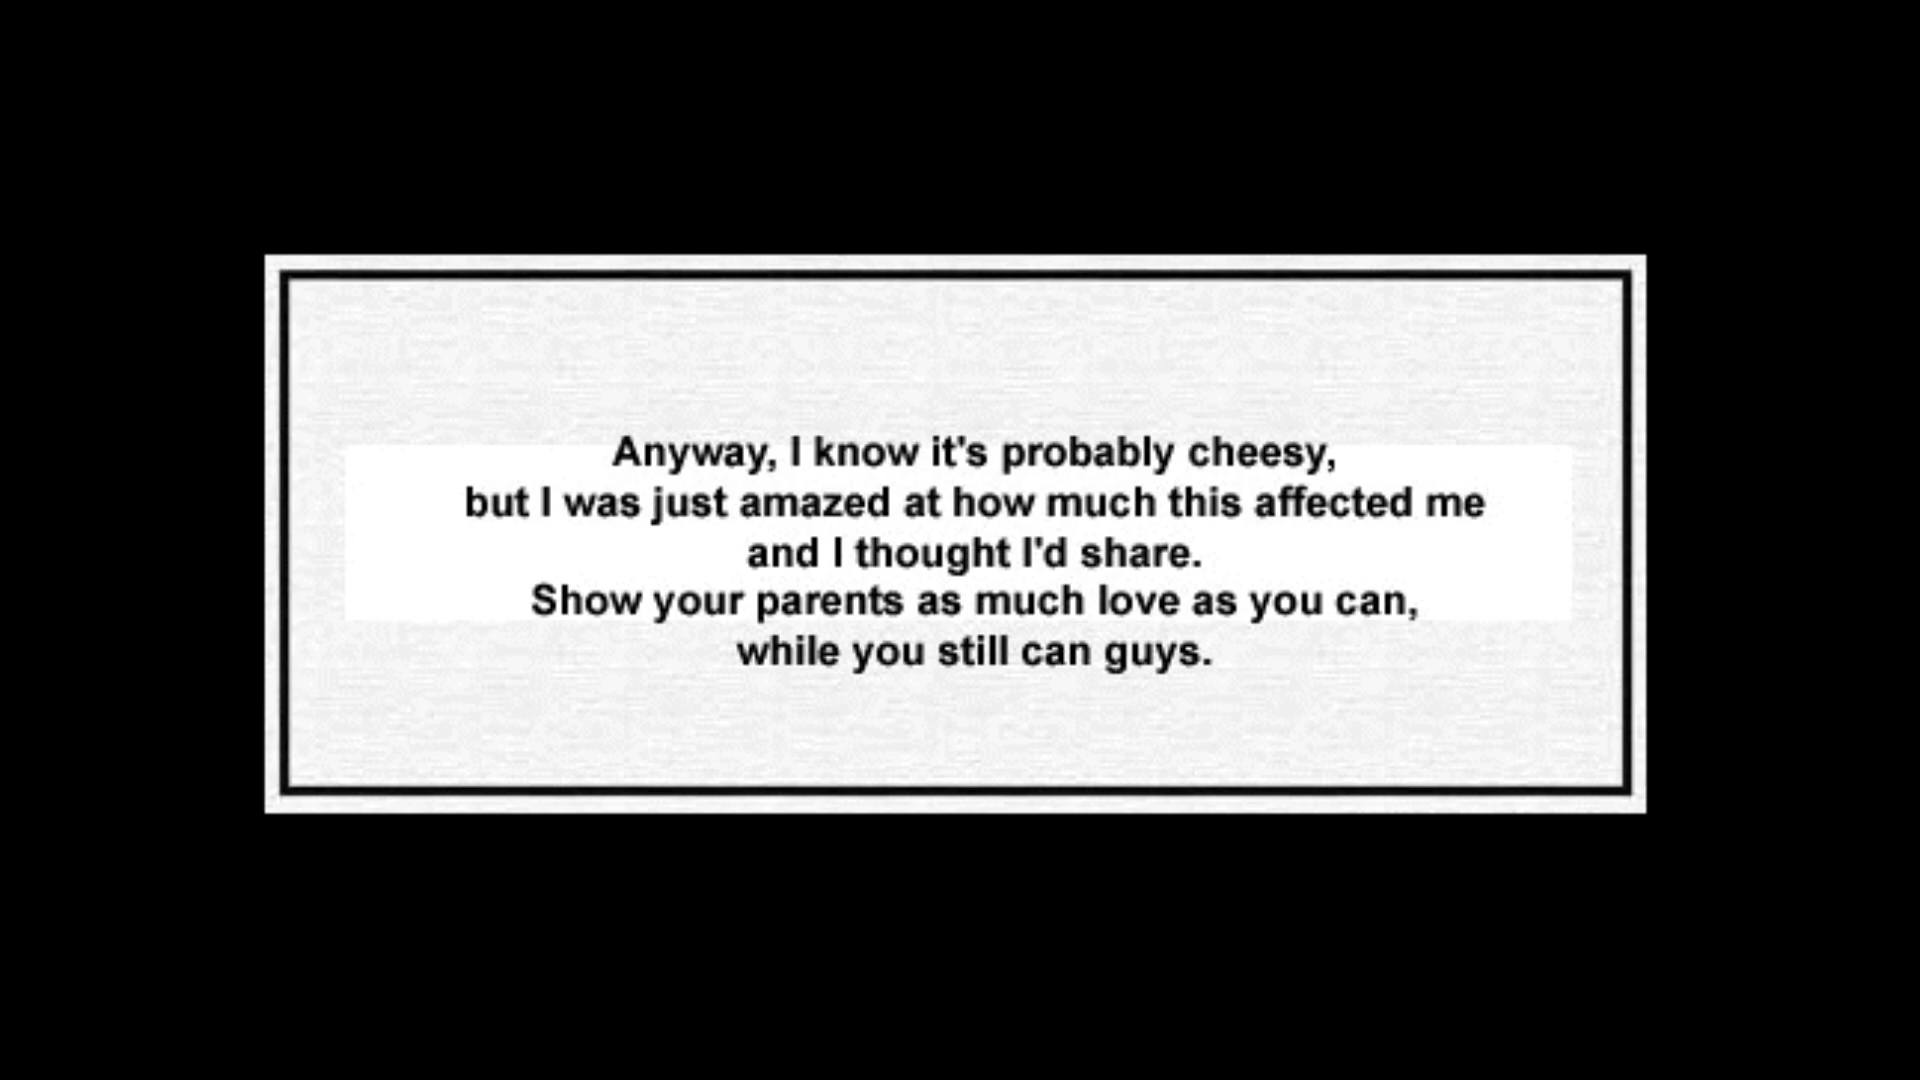 Anyway, I know it's probably cheesy,
but I was just amazed at how much this affected me
and I thought I'd share.
Show your parents as much love as you can,
while you still can guys.